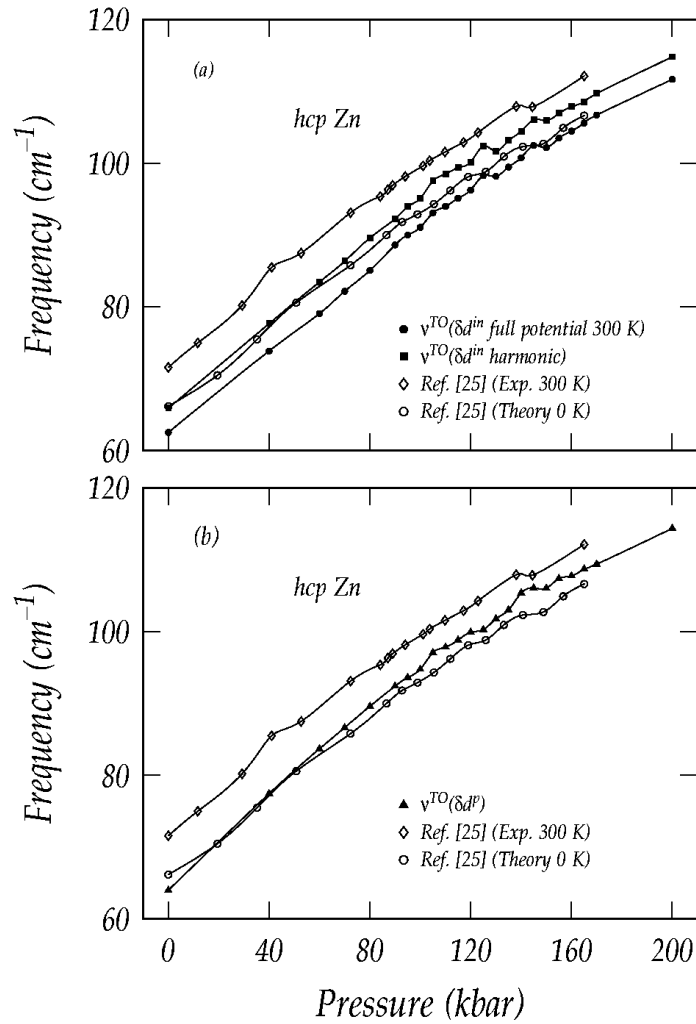 120
(a)
hcp Zn
100
80
60
Frequency (cm⁻¹)
ν^TO(δd^in full potential 300 K)
ν^TO(δd^in harmonic)
Ref. [25] (Exp. 300 K)
Ref. [25] (Theory 0 K)
120
(b)
hcp Zn
100
80
60
Frequency (cm⁻¹)
ν^TO(δd^p)
Ref. [25] (Exp. 300 K)
Ref. [25] (Theory 0 K)
0 40 80 120 160 200
Pressure (kbar)